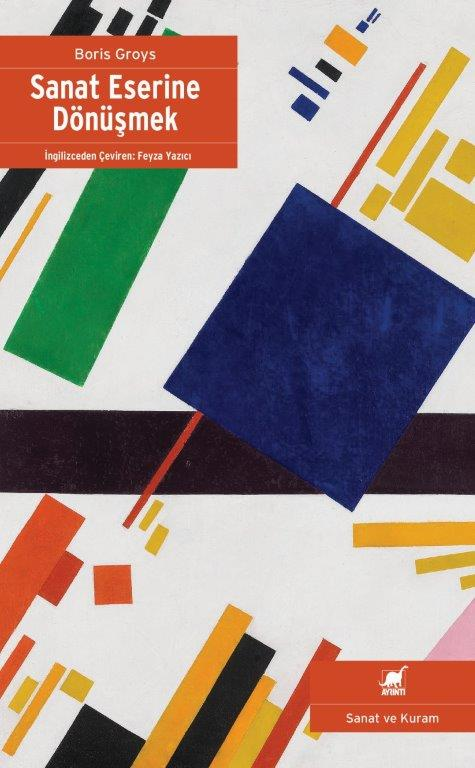 Boris Groys
Sanat Eserine
Dönüşmek
İngilizceden Çeviren: Feyza Yazıcı
AYRINTI
Sanat ve Kuram